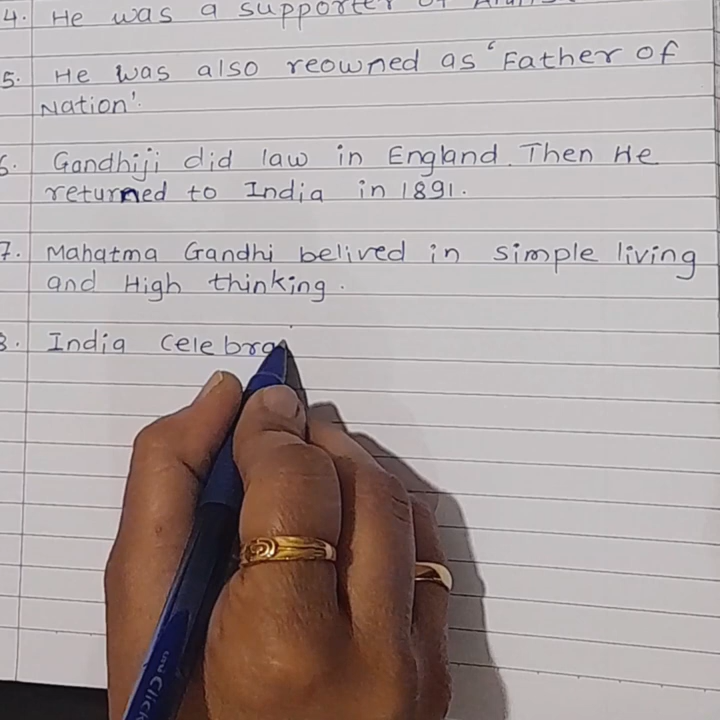 4. He was a supporter of
5. He was also reowned as 'Father of
Nation'.
6. Gandhiji did law in England. Then He
returned to India in 1891.
7. Mahatma Gandhi belived in simple living
and High thinking.
8. India Celebra
Click